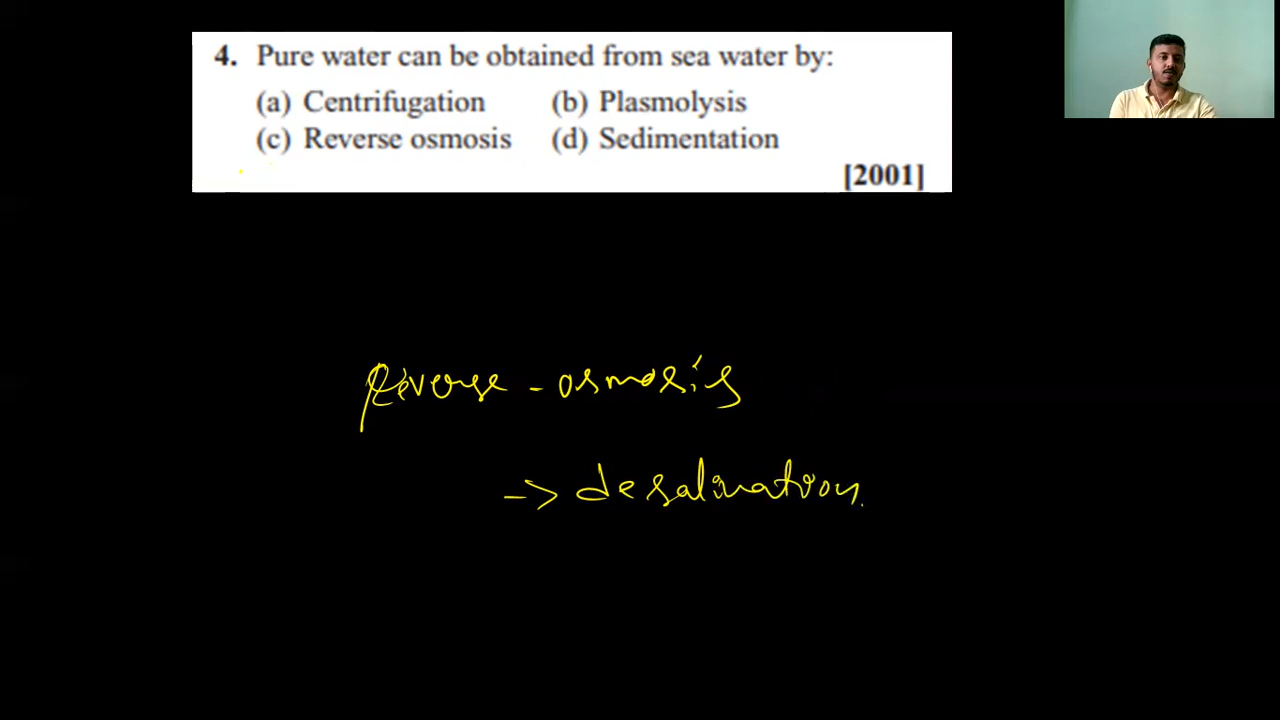 4. Pure water can be obtained from sea water by:
(a) Centrifugation (b) Plasmolysis
(c) Reverse osmosis (d) Sedimentation
[2001]
Reverse - osmosis
-> desalination.